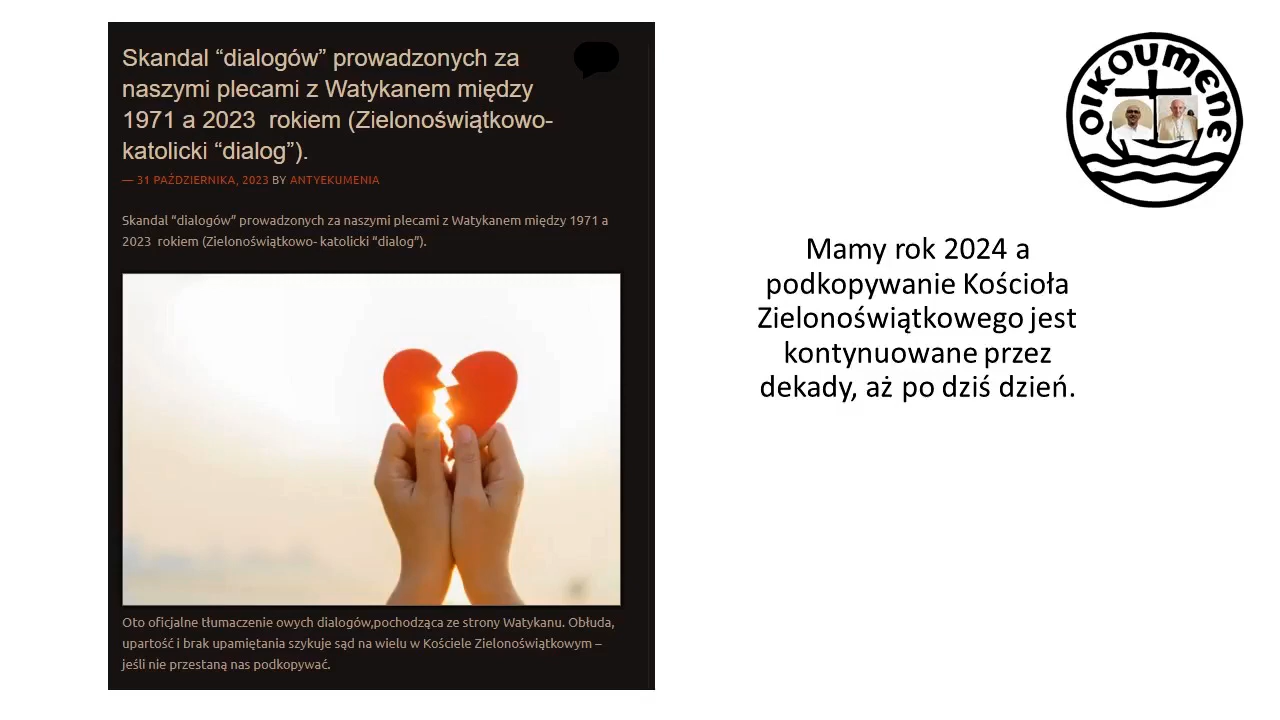 Skandal “dialogów” prowadzonych za
naszymi plecami z Watykanem między
1971 a 2023  rokiem (Zielonoświątkowo-
katolicki “dialog”).
— 31 PAŹDZIERNIKA, 2023 BY ANTYEKUMENIA
Skandal “dialogów” prowadzonych za naszymi plecami z Watykanem między 1971 a
2023  rokiem (Zielonoświątkowo- katolicki “dialog”).
Oto oficjalne tłumaczenie owych dialogów,pochodząca ze strony Watykanu. Obłuda,
upartość i brak upamiętania szykuje sąd na wielu w Kościele Zielonoświątkowym –
jeśli nie przestaną nas podkopywać.
OIKOUMENE
Mamy rok 2024 a
podkopywanie Kościoła
Zielonoświątkowego jest
kontynuowane przez
dekady, aż po dziś dzień.